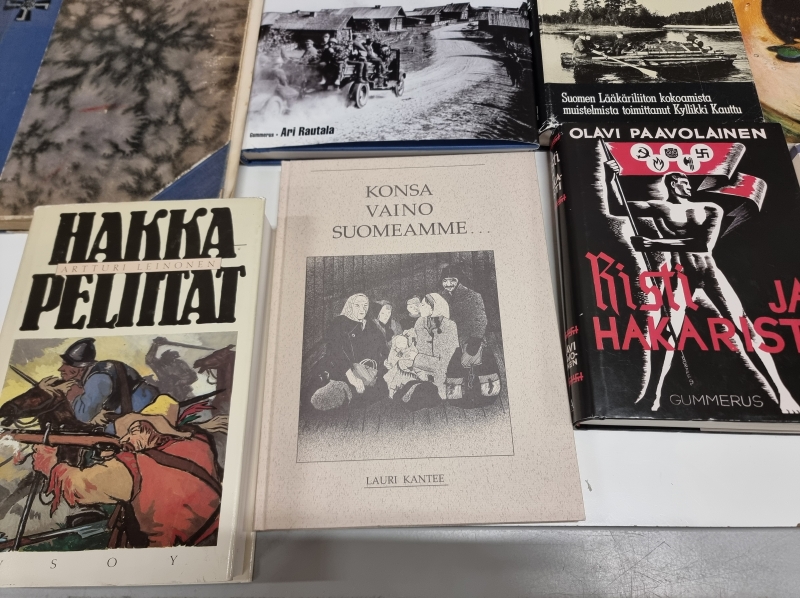 Gummerus - Ari Rautala
Suomen Lääkäriliiton kokoamista
muistelmista toimittanut Kyllikki Kauttu
HAKKA
ARTTURI LEINONEN
PELIITAT
S O Y
KONSA
VAINO
SUOMEAMME...
LAURI KANTEE
OLAVI PAAVOLAINEN
Risti JA
HAKARIST
GUMMERUS